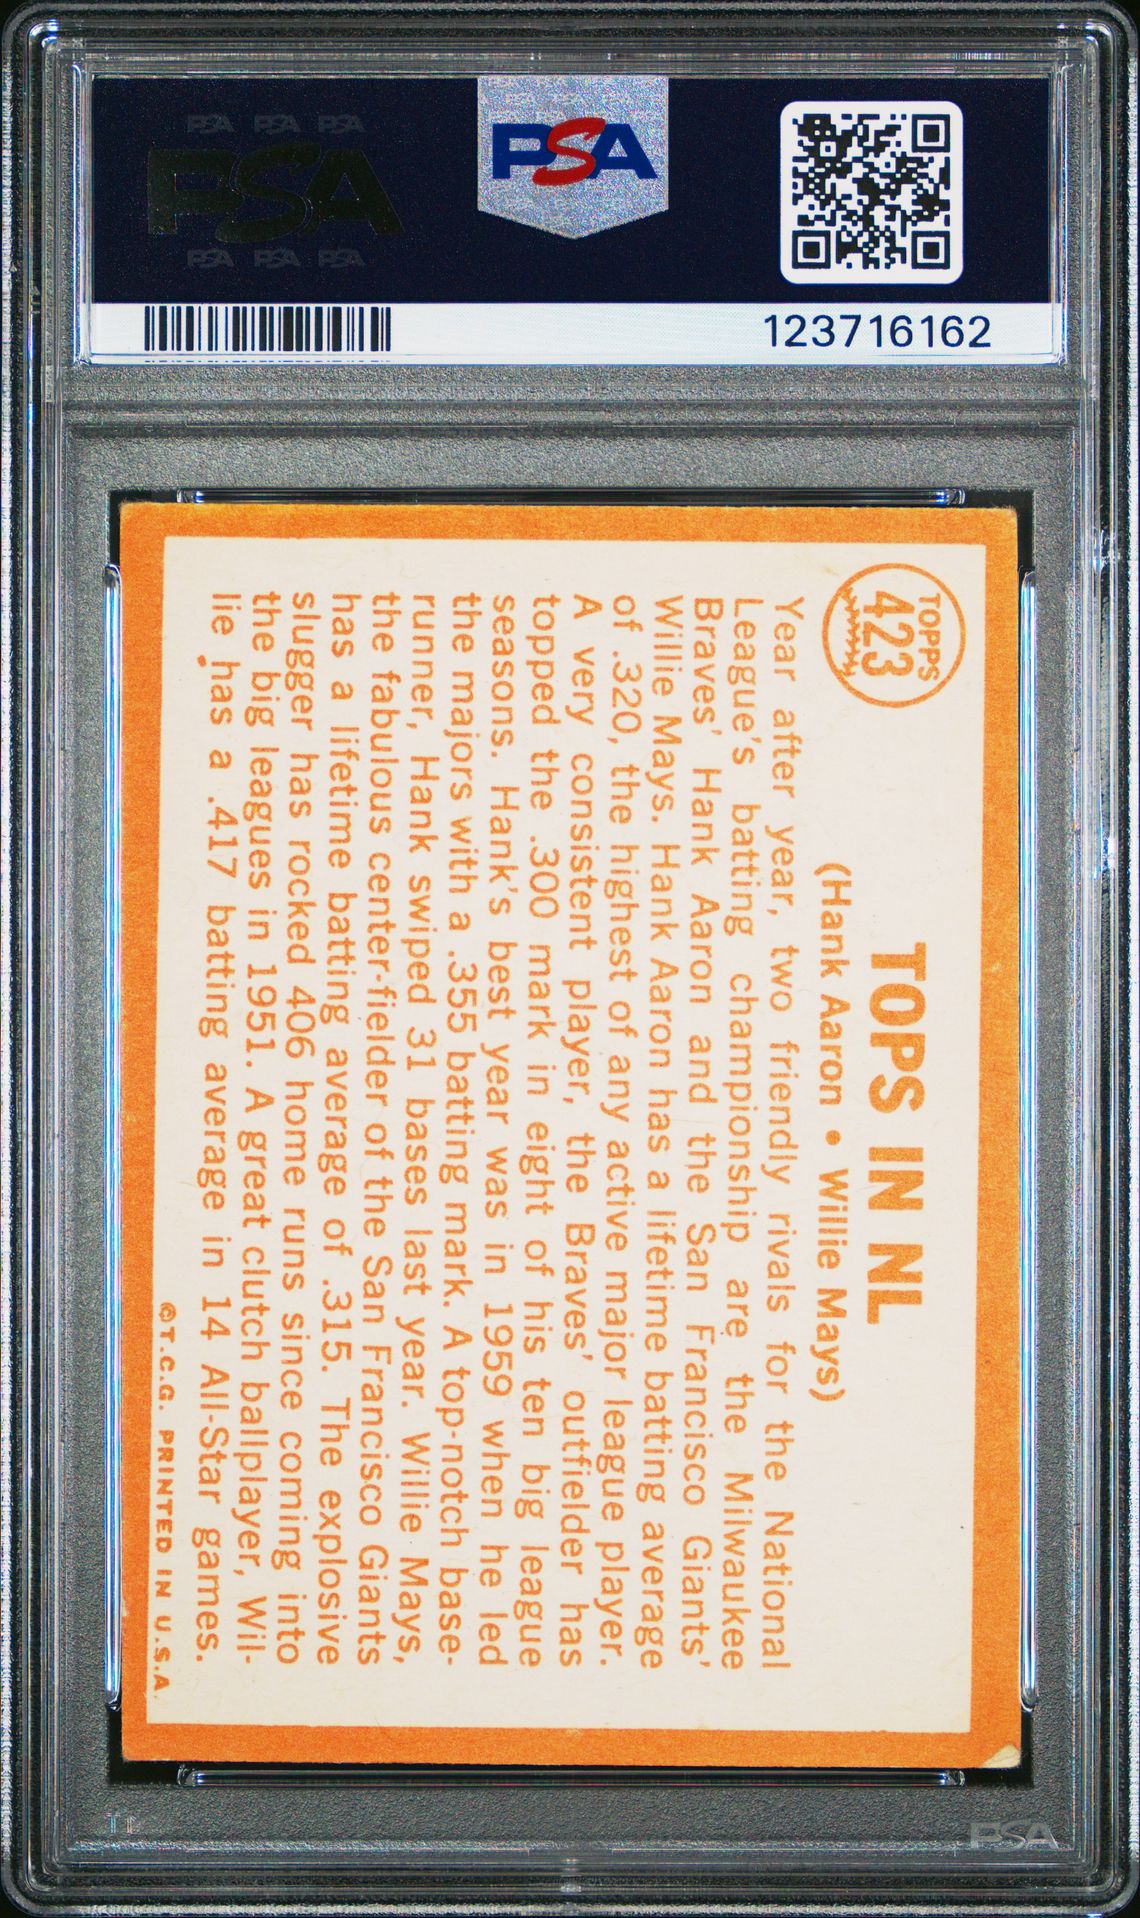 PSA PSA PSA
PSA
PSA PSA PSA
PSA
123716162
TOPPS
423
TOPS IN NL
(Hank Aaron • Willie Mays)
Year after year, two friendly rivals for the National
League's batting championship are the Milwaukee
Braves' Hank Aaron and the San Francisco Giants'
Willie Mays. Hank Aaron has a lifetime batting average
of .320, the highest of any active major league player.
A very consistent player, the Braves' outfielder has
topped the .300 mark in eight of his ten big league
seasons. Hank's best year was in 1959 when he led
the majors with a .355 batting mark. A top-notch base-
runner, Hank swiped 31 bases last year. Willie Mays,
the fabulous center-fielder of the San Francisco Giants
has a lifetime batting average of .315. The explosive
slugger has rocked 406 home runs since coming into
the big leagues in 1951. A great clutch ballplayer, Wil-
lie has a .417 batting average in 14 All-Star games.
©T.C.G. PRINTED IN U.S.A.
PSA